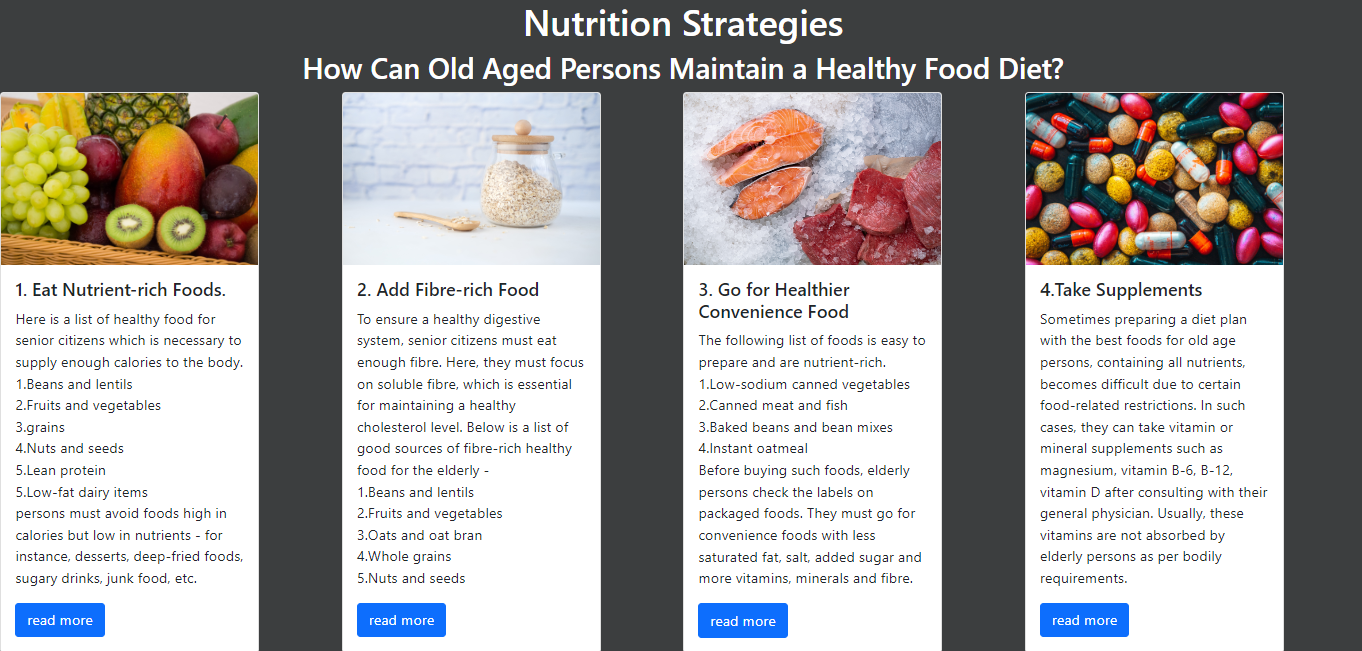 Nutrition Strategies
How Can Old Aged Persons Maintain a Healthy Food Diet?
1. Eat Nutrient-rich Foods.
Here is a list of healthy food for
senior citizens which is necessary to
supply enough calories to the body.
1.Beans and lentils
2.Fruits and vegetables
3.grains
4.Nuts and seeds
5.Lean protein
5.Low-fat dairy items
persons must avoid foods high in
calories but low in nutrients - for
instance, desserts, deep-fried foods,
sugary drinks, junk food, etc.
read more
2. Add Fibre-rich Food
To ensure a healthy digestive
system, senior citizens must eat
enough fibre. Here, they must focus
on soluble fibre, which is essential
for maintaining a healthy
cholesterol level. Below is a list of
good sources of fibre-rich healthy
food for the elderly -
1.Beans and lentils
2.Fruits and vegetables
3.Oats and oat bran
4.Whole grains
5.Nuts and seeds
read more
3. Go for Healthier
Convenience Food
The following list of foods is easy to
prepare and are nutrient-rich.
1.Low-sodium canned vegetables
2.Canned meat and fish
3.Baked beans and bean mixes
4.Instant oatmeal
Before buying such foods, elderly
persons check the labels on
packaged foods. They must go for
convenience foods with less
saturated fat, salt, added sugar and
more vitamins, minerals and fibre.
read more
4.Take Supplements
Sometimes preparing a diet plan
with the best foods for old age
persons, containing all nutrients,
becomes difficult due to certain
food-related restrictions. In such
cases, they can take vitamin or
mineral supplements such as
magnesium, vitamin B-6, B-12,
vitamin D after consulting with their
general physician. Usually, these
vitamins are not absorbed by
elderly persons as per bodily
requirements.
read more